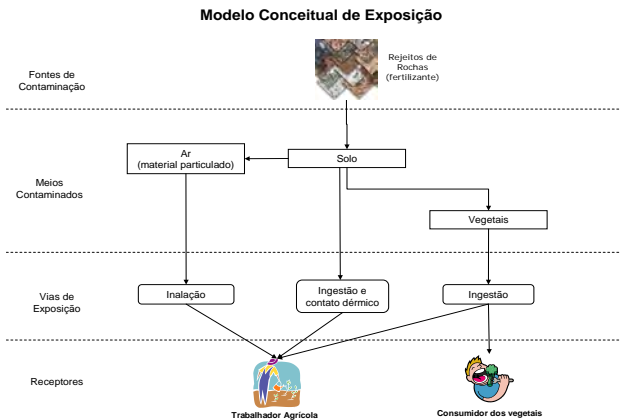 Modelo Conceitual de Exposição
Fontes de
Contaminação
Rejeitos de
Rochas
(fertilizante)
Meios
Contaminados
Ar
(material particulado)
Solo
Vegetais
Vias de
Exposição
Inalação
Ingestão e
contato dérmico
Ingestão
Receptores
Trabalhador Agrícola
Consumidor dos vegetais